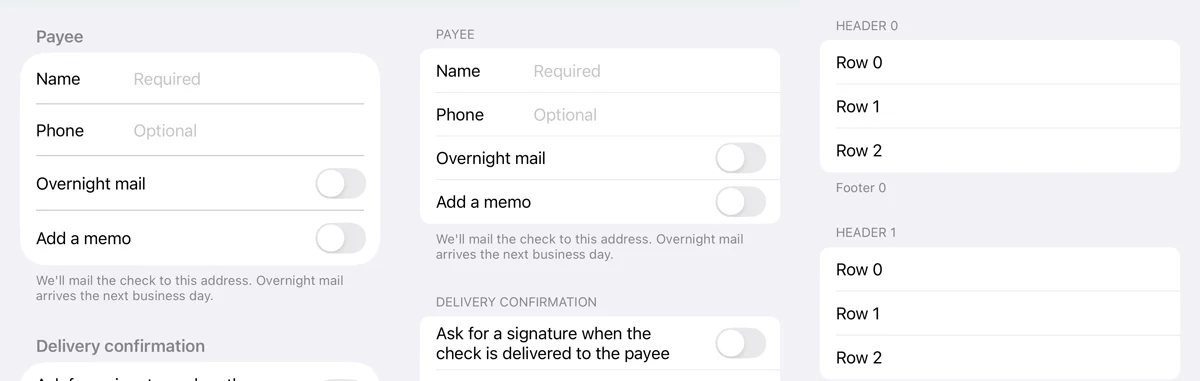 Payee
Name Required
Phone Optional
Overnight mail
Add a memo
We'll mail the check to this address. Overnight mail
arrives the next business day.
Delivery confirmation
PAYEE
Name Required
Phone Optional
Overnight mail
Add a memo
We'll mail the check to this address. Overnight mail
arrives the next business day.
DELIVERY CONFIRMATION
Ask for a signature when the
check is delivered to the payee
HEADER 0
Row 0
Row 1
Row 2
Footer 0
HEADER 1
Row 0
Row 1
Row 2